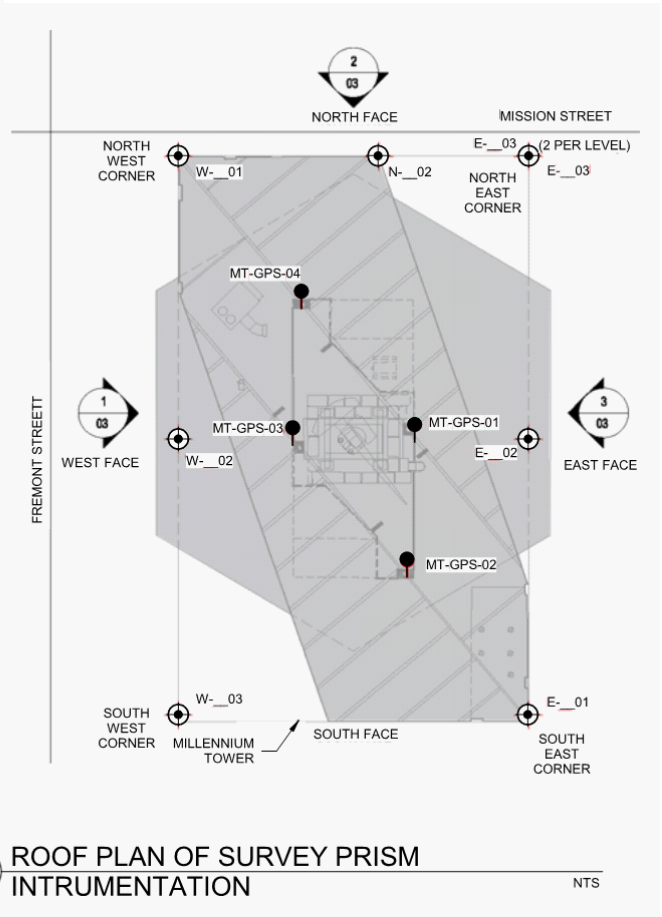 2
03
NORTH FACE
MISSION STREET
NORTH
WEST
CORNER
W-__01
N-__02
E-__03
(2 PER LEVEL)
E-__03
NORTH
EAST
CORNER
MT-GPS-04
FREMONT STREETT
1
03
WEST FACE
W-__02
MT-GPS-03
MT-GPS-01
E-__02
3
03
EAST FACE
MT-GPS-02
W-__03
SOUTH
WEST
CORNER
MILLENNIUM
TOWER
SOUTH FACE
E-__01
SOUTH
EAST
CORNER
ROOF PLAN OF SURVEY PRISM
INTRUMENTATION
NTS